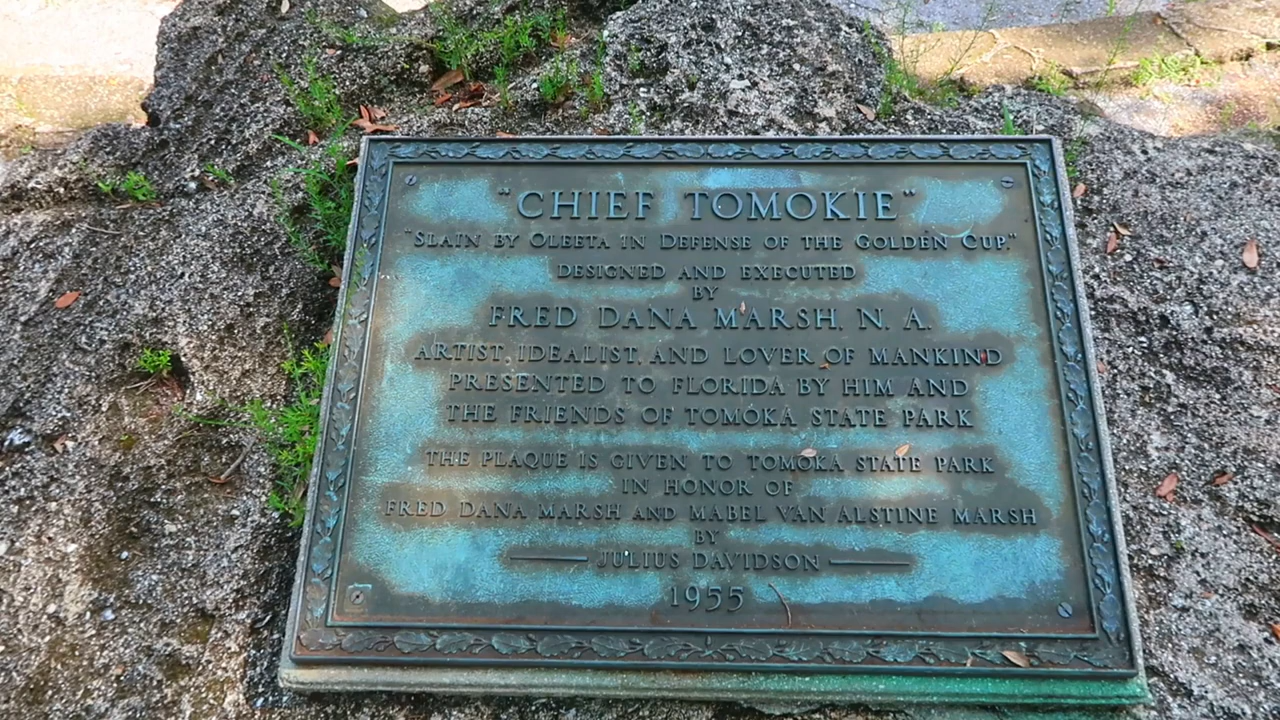 "CHIEF TOMOKIE"
"SLAIN BY OLEETA IN DEFENSE OF THE GOLDEN CUP."
DESIGNED AND EXECUTED
BY
FRED DANA MARSH, N. A.
ARTIST, IDEALIST, AND LOVER OF MANKIND
PRESENTED TO FLORIDA BY HIM AND
THE FRIENDS OF TOMOKA STATE PARK
THE PLAQUE IS GIVEN TO TOMOKA STATE PARK
IN HONOR OF
FRED DANA MARSH AND MABEL VAN ALSTINE MARSH
BY
JULIUS DAVIDSON
1955